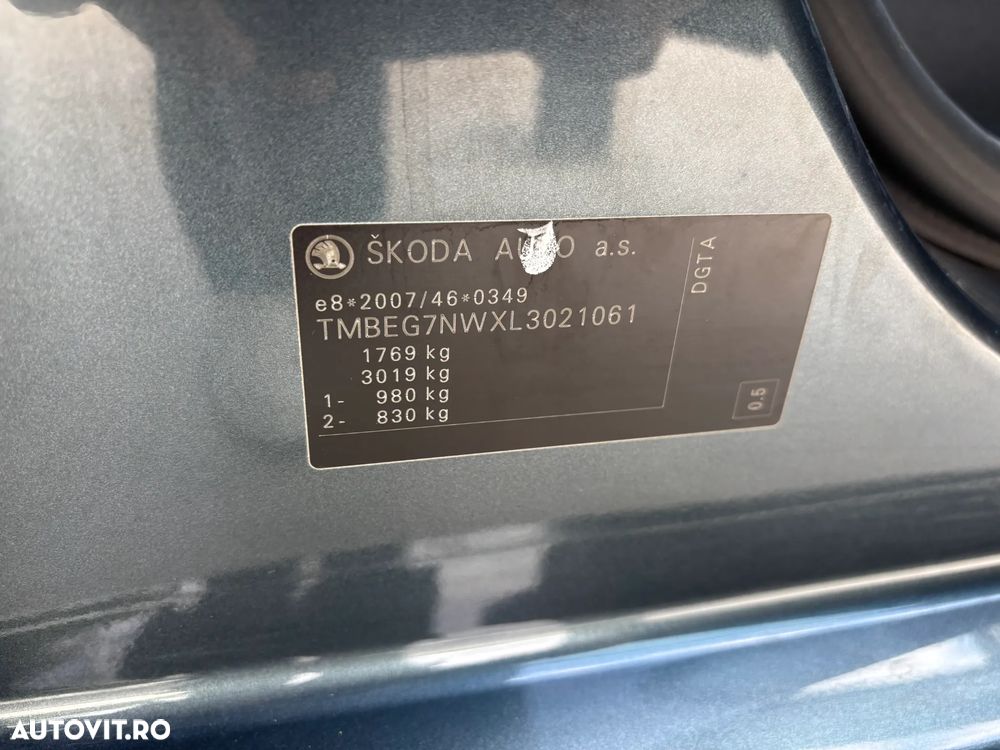 ŠKODA AUTO a.s.
e8*2007/46*0349
TMBEG7NWXL3021061
1769 kg
3019 kg
1- 980 kg
2- 830 kg
DGTA
0.5
AUTOVIT.RO